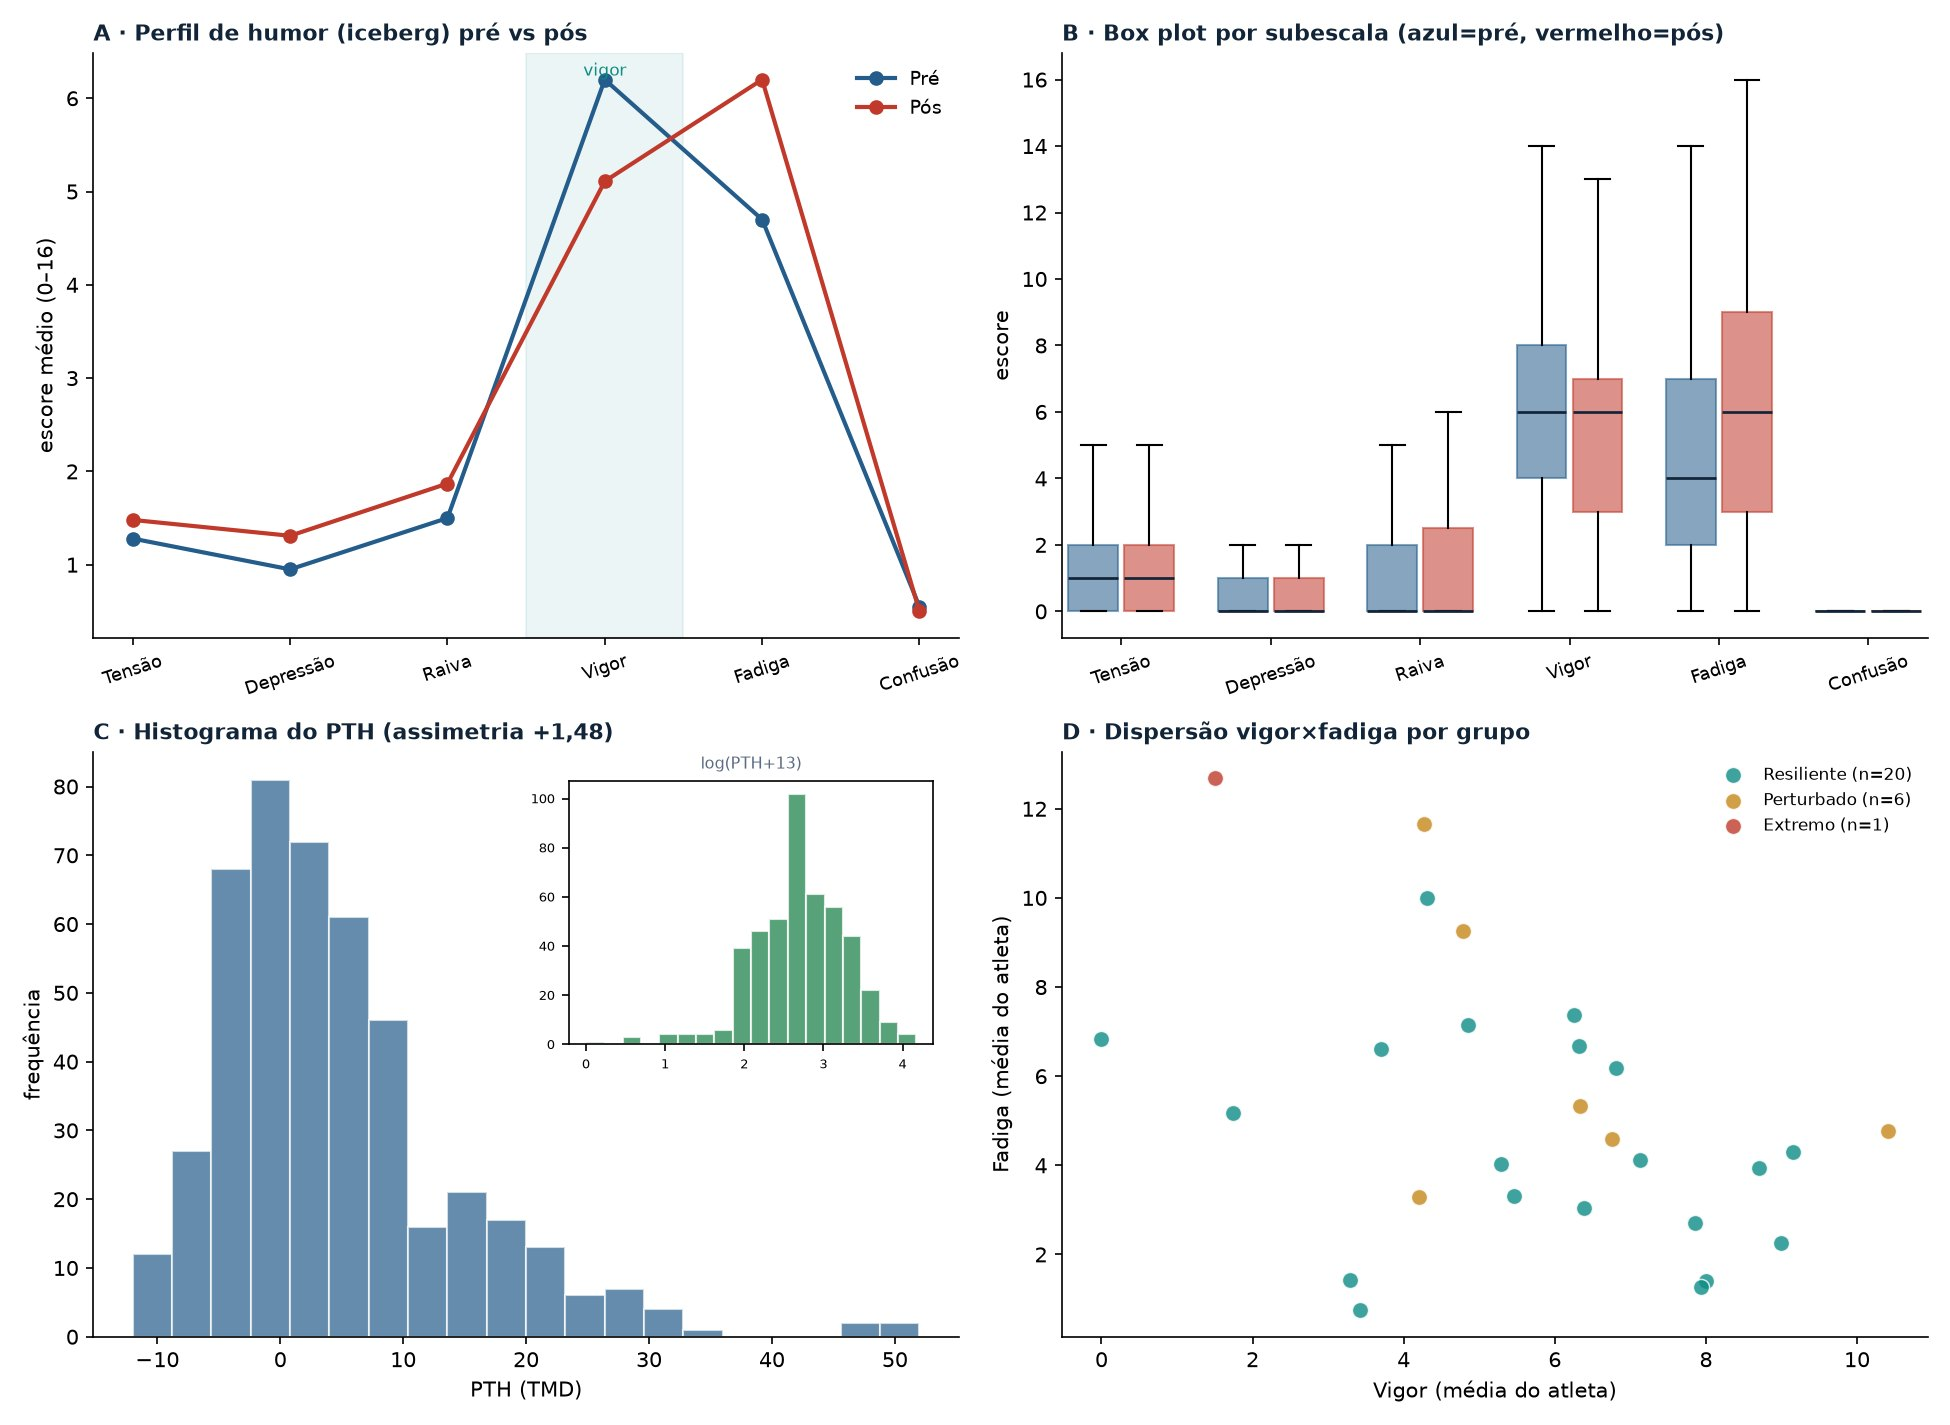 A · Perfil de humor (iceberg) pré vs pós
vigor
Pré
Pós
escore médio (0–16)
6
5
4
3
2
1
Tensão
Depressão
Raiva
Vigor
Fadiga
Confusão
B · Box plot por subescala (azul=pré, vermelho=pós)
escore
16
14
12
10
8
6
4
2
0
Tensão
Depressão
Raiva
Vigor
Fadiga
Confusão
C · Histograma do PTH (assimetria +1,48)
frequência
80
70
60
50
40
30
20
10
0
−10 0 10 20 30 40 50
PTH (TMD)
log(PTH+13)
100
80
60
40
20
0
0 1 2 3 4
D · Dispersão vigor×fadiga por grupo
Resiliente (n=20)
Perturbado (n=6)
Extremo (n=1)
Fadiga (média do atleta)
12
10
8
6
4
2
0 2 4 6 8 10
Vigor (média do atleta)